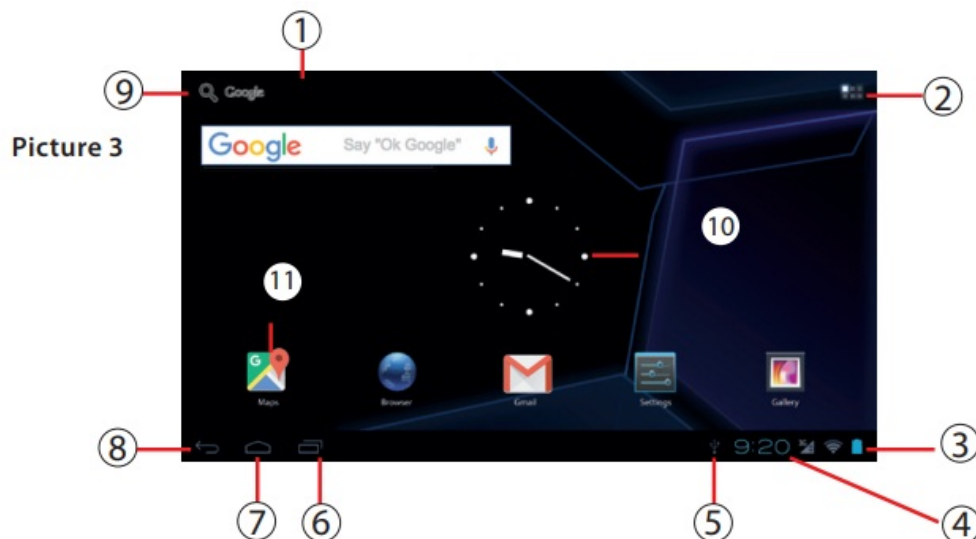 ①
⑨
Google
②
Picture 3
Google Say "Ok Google"
⑩
⑪
G
Maps
Browser
Gmail
Settings
Gallery
⑧
9:20
③
⑦
⑥
⑤
④